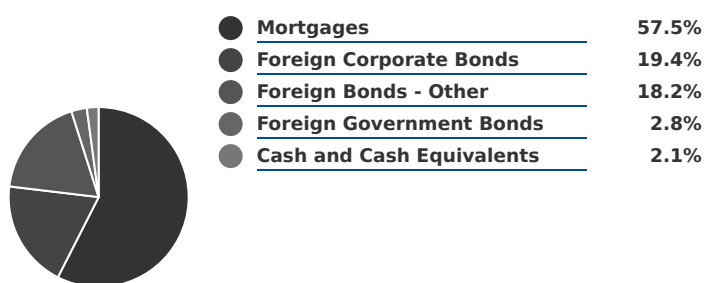 Mortgages 57.5%
Foreign Corporate Bonds 19.4%
Foreign Bonds - Other 18.2%
Foreign Government Bonds 2.8%
Cash and Cash Equivalents 2.1%